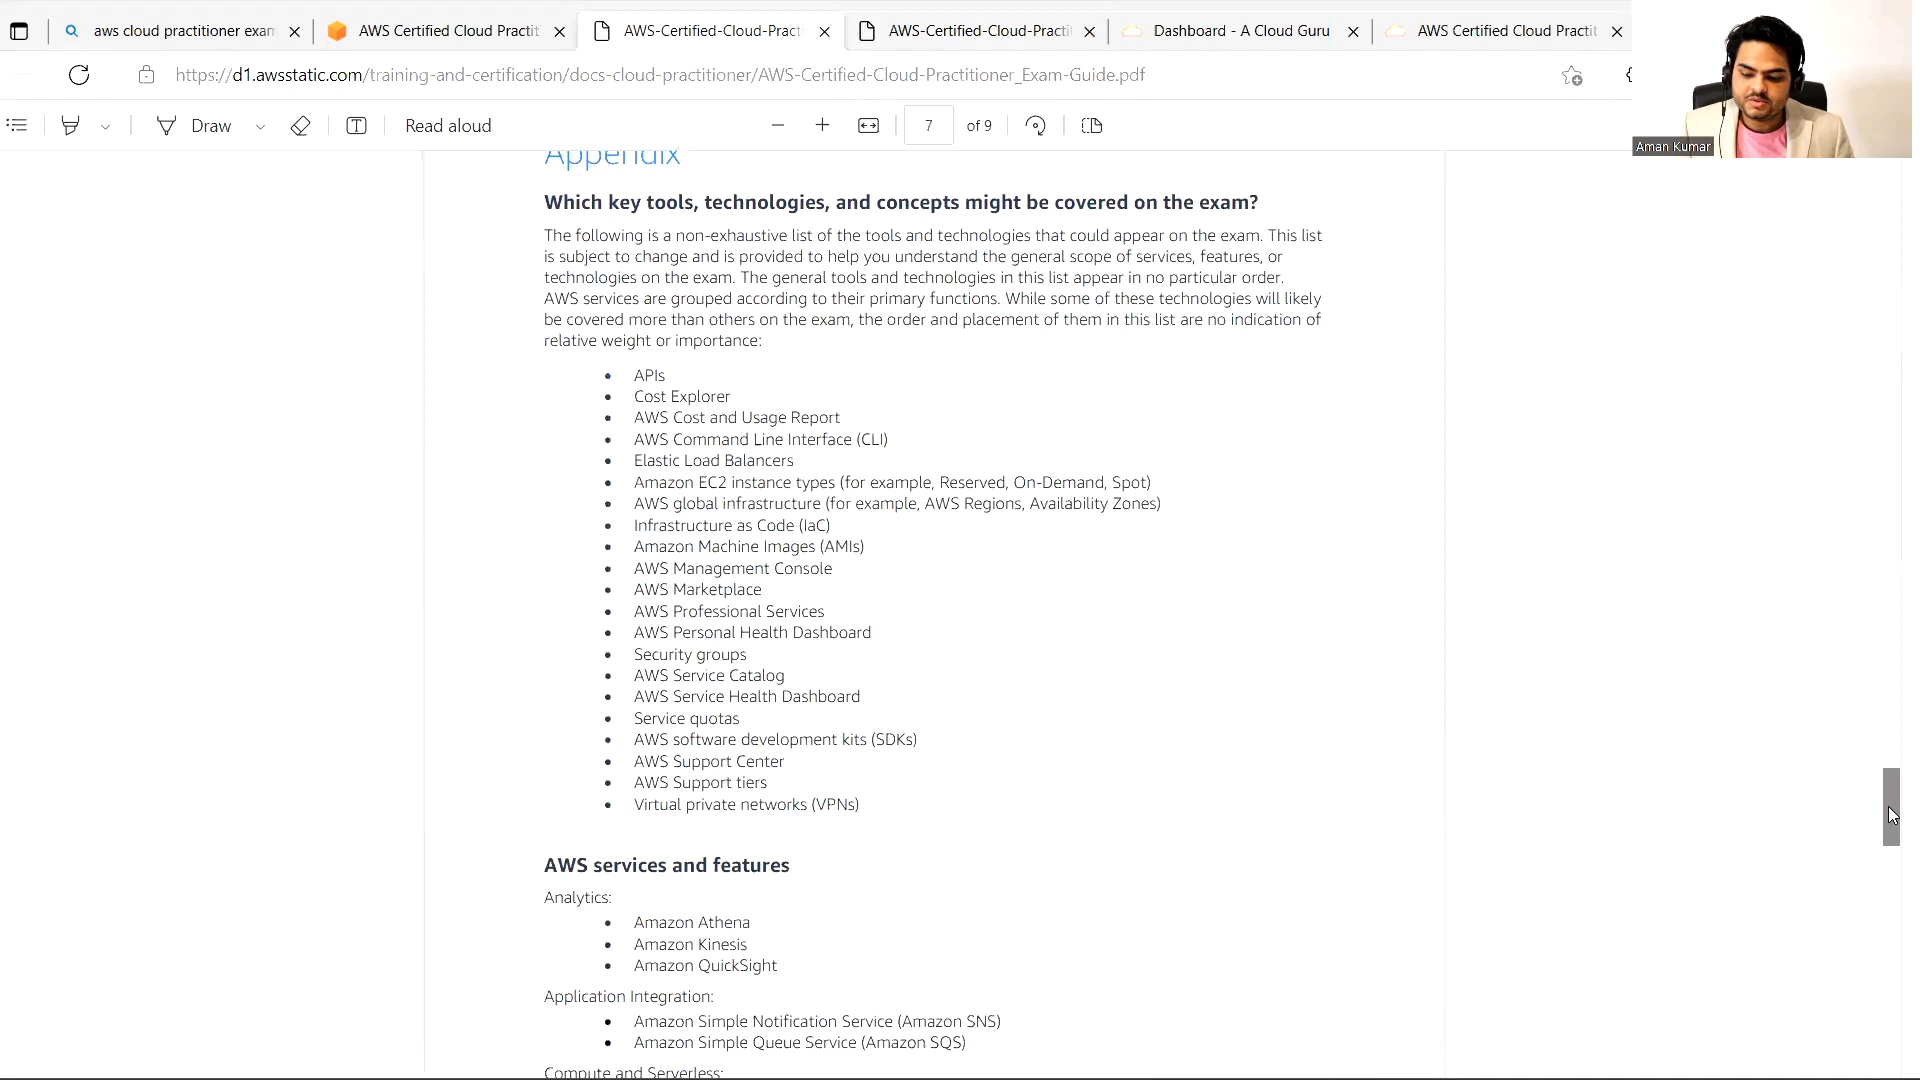 aws cloud practitioner exam
AWS Certified Cloud Practit
AWS-Certified-Cloud-Pract
AWS-Certified-Cloud-Practi
Dashboard - A Cloud Guru
AWS Certified Cloud Practit
https://d1.awsstatic.com/training-and-certification/docs-cloud-practitioner/AWS-Certified-Cloud-Practitioner_Exam-Guide.pdf
Draw
Read aloud
7
of 9
Aman Kumar
Appendix
Which key tools, technologies, and concepts might be covered on the exam?
The following is a non-exhaustive list of the tools and technologies that could appear on the exam. This list
is subject to change and is provided to help you understand the general scope of services, features, or
technologies on the exam. The general tools and technologies in this list appear in no particular order.
AWS services are grouped according to their primary functions. While some of these technologies will likely
be covered more than others on the exam, the order and placement of them in this list are no indication of
relative weight or importance:
• APIs
• Cost Explorer
• AWS Cost and Usage Report
• AWS Command Line Interface (CLI)
• Elastic Load Balancers
• Amazon EC2 instance types (for example, Reserved, On-Demand, Spot)
• AWS global infrastructure (for example, AWS Regions, Availability Zones)
• Infrastructure as Code (IaC)
• Amazon Machine Images (AMIs)
• AWS Management Console
• AWS Marketplace
• AWS Professional Services
• AWS Personal Health Dashboard
• Security groups
• AWS Service Catalog
• AWS Service Health Dashboard
• Service quotas
• AWS software development kits (SDKs)
• AWS Support Center
• AWS Support tiers
• Virtual private networks (VPNs)
AWS services and features
Analytics:
• Amazon Athena
• Amazon Kinesis
• Amazon QuickSight
Application Integration:
• Amazon Simple Notification Service (Amazon SNS)
• Amazon Simple Queue Service (Amazon SQS)
Compute and Serverless: